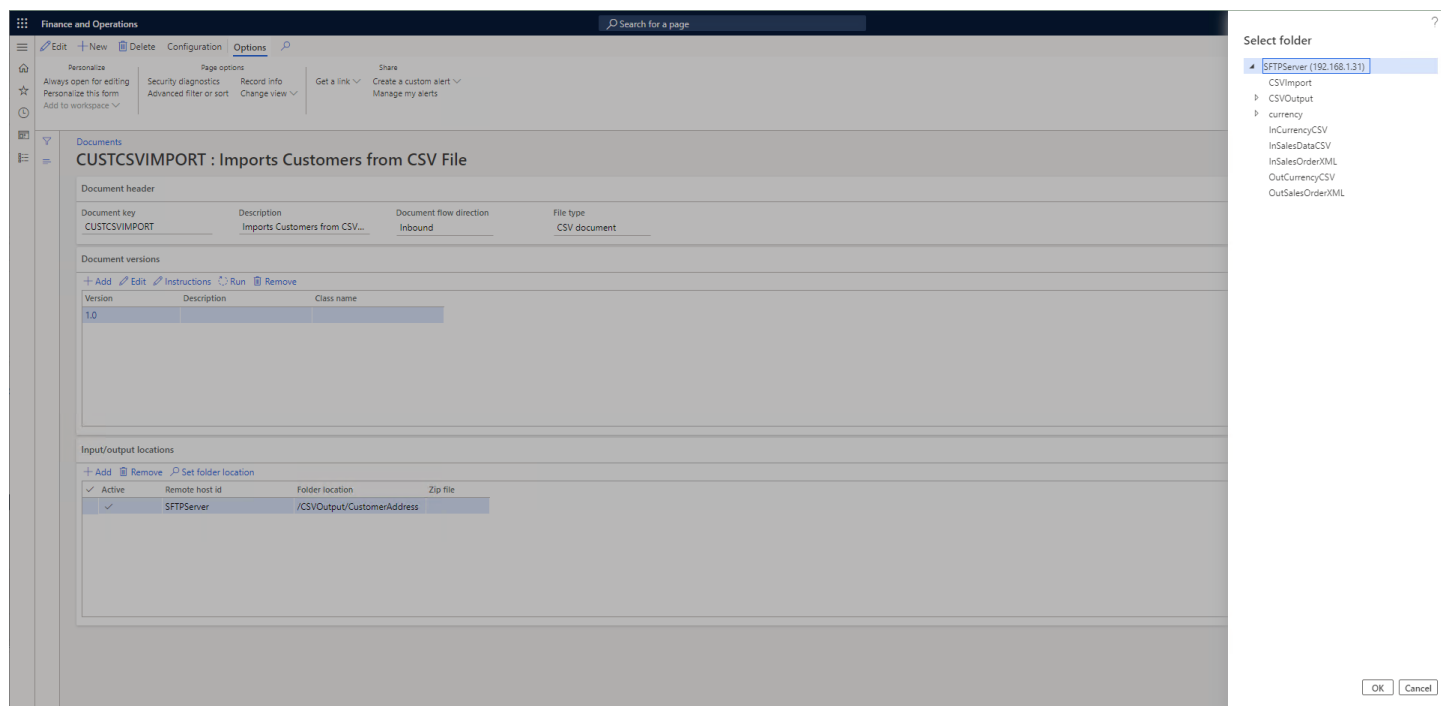 Finance and Operations
Search for a page
?
Edit New Delete Configuration Options
Personalize Page options Share
Always open for editing Security diagnostics Record info Get a link Create a custom alert
Personalize this form Advanced filter or sort Change view Manage my alerts
Add to workspace
Documents
CUSTCSVIMPORT : Imports Customers from CSV File
Document header
Document key Description Document flow direction File type
CUSTCSVIMPORT Imports Customers from CSV... Inbound CSV document
Document versions
Add Edit Instructions Run Remove
Version Description Class name
1.0
Input/output locations
Add Remove Set folder location
Active Remote host id Folder location Zip file
SFTPServer /CSVOutput/CustomerAddress
Select folder
SFTPServer (192.168.1.31)
CSVImport
CSVOutput
currency
InCurrencyCSV
InSalesDataCSV
InSalesOrderXML
OutCurrencyCSV
OutSalesOrderXML
OK Cancel